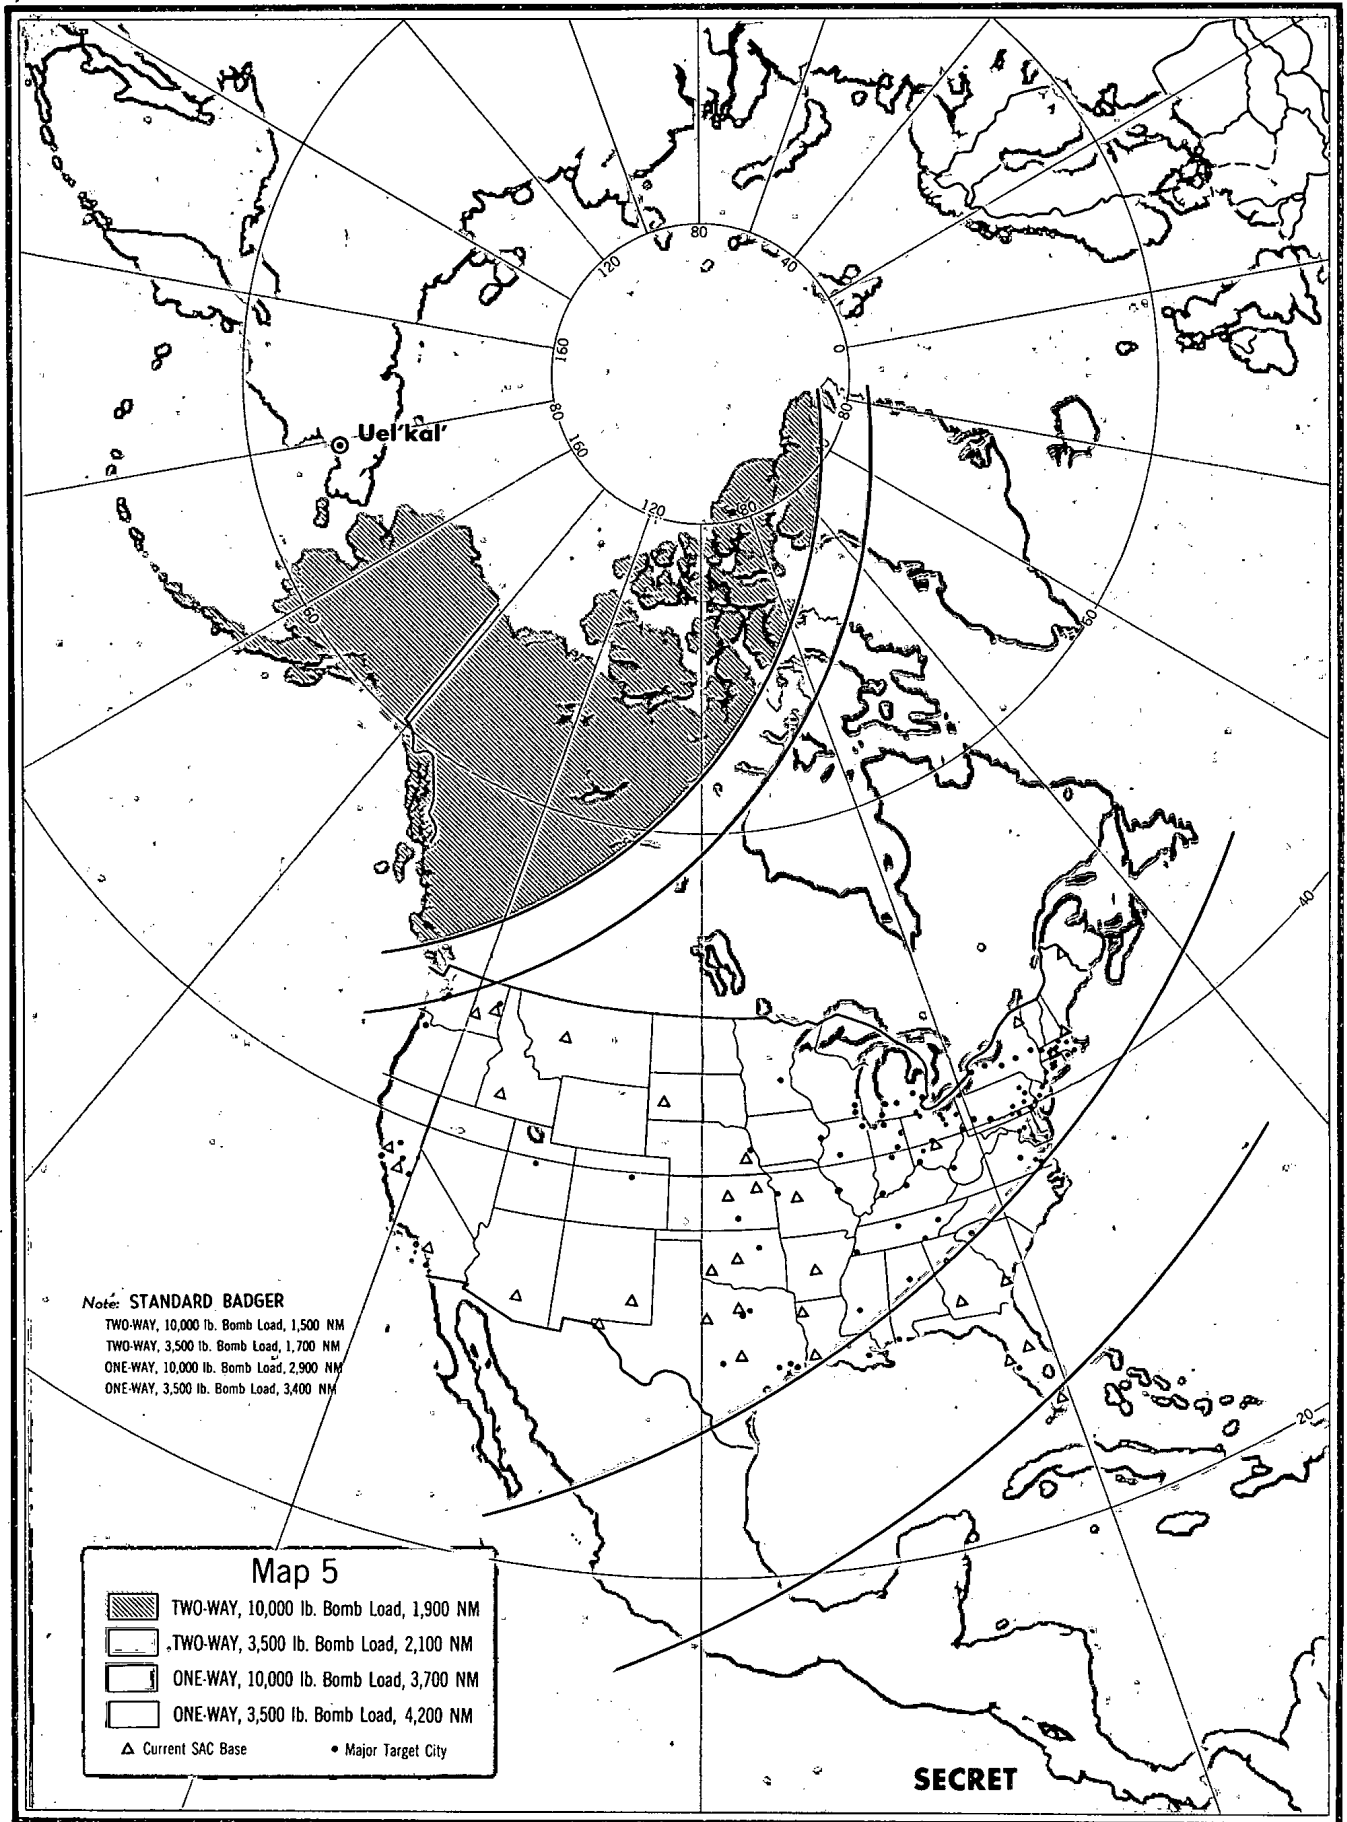 80
120
40
160
0
80
80
160
Uel'kal'
120
80
60
60
40
Note: STANDARD BADGER
TWO-WAY, 10,000 lb. Bomb Load, 1,500 NM
TWO-WAY, 3,500 lb. Bomb Load, 1,700 NM
ONE-WAY, 10,000 lb. Bomb Load, 2,900 NM
ONE-WAY, 3,500 lb. Bomb Load, 3,400 NM
20
Map 5
TWO-WAY, 10,000 lb. Bomb Load, 1,900 NM
TWO-WAY, 3,500 lb. Bomb Load, 2,100 NM
ONE-WAY, 10,000 lb. Bomb Load, 3,700 NM
ONE-WAY, 3,500 lb. Bomb Load, 4,200 NM
Current SAC Base
Major Target City
SECRET